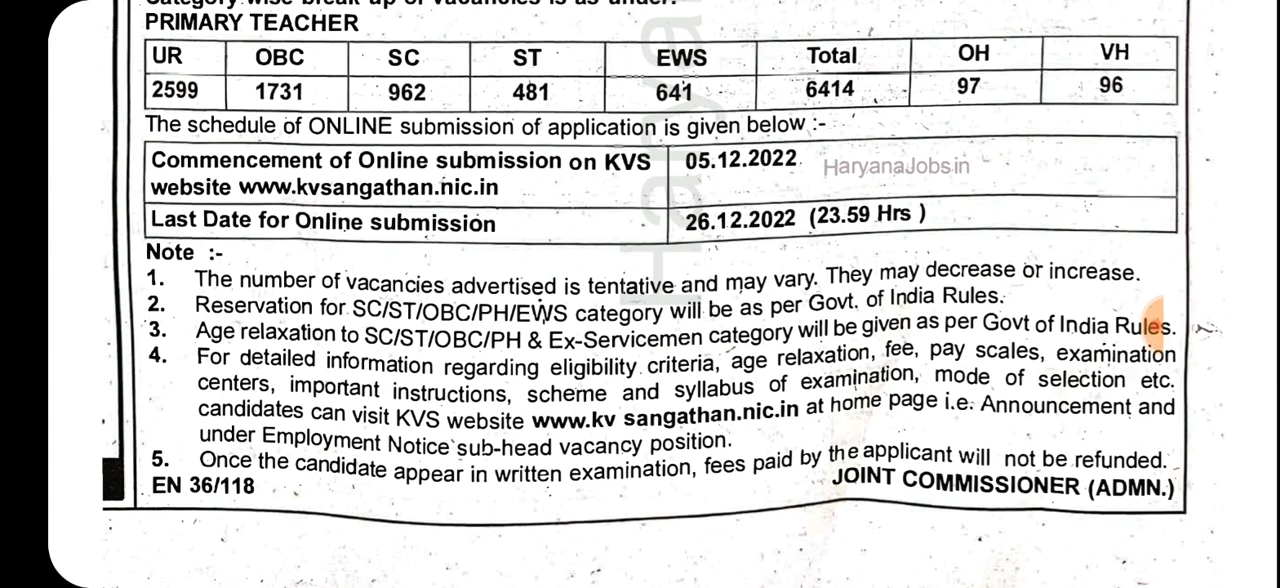 Category wise break up of vacancies is as under:
PRIMARY TEACHER
UR OBC SC ST EWS Total OH VH
2599 1731 962 481 641 6414 97 96
The schedule of ONLINE submission of application is given below :-
Commencement of Online submission on KVS 05.12.2022
website www.kvsangathan.nic.in
HaryanaJobs.in
Last Date for Online submission 26.12.2022 (23.59 Hrs )
Note :-
1. The number of vacancies advertised is tentative and may vary. They may decrease or increase.
2. Reservation for SC/ST/OBC/PH/EWS category will be as per Govt. of India Rules.
3. Age relaxation to SC/ST/OBC/PH & Ex-Servicemen category will be given as per Govt of India Rules.
4. For detailed information regarding eligibility criteria, age relaxation, fee, pay scales, examination
centers, important instructions, scheme and syllabus of examination, mode of selection etc.
candidates can visit KVS website www.kv sangathan.nic.in at home page i.e. Announcement and
under Employment Notice sub-head vacancy position.
5. Once the candidate appear in written examination, fees paid by the applicant will not be refunded.
EN 36/118 JOINT COMMISSIONER (ADMN.)